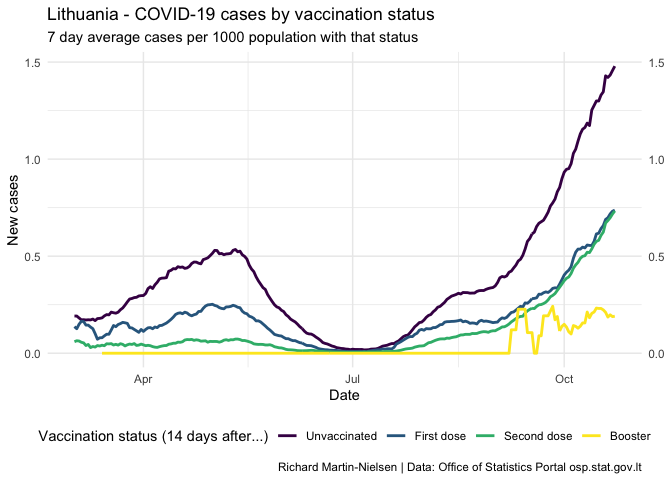 Lithuania - COVID-19 cases by vaccination status
7 day average cases per 1000 population with that status
1.5
1.5
1.0
1.0
New cases
0.5
0.5
0.0
0.0
Apr
Jul
Oct
Date
Vaccination status (14 days after...) Unvaccinated First dose Second dose Booster
Richard Martin-Nielsen | Data: Office of Statistics Portal osp.stat.gov.lt